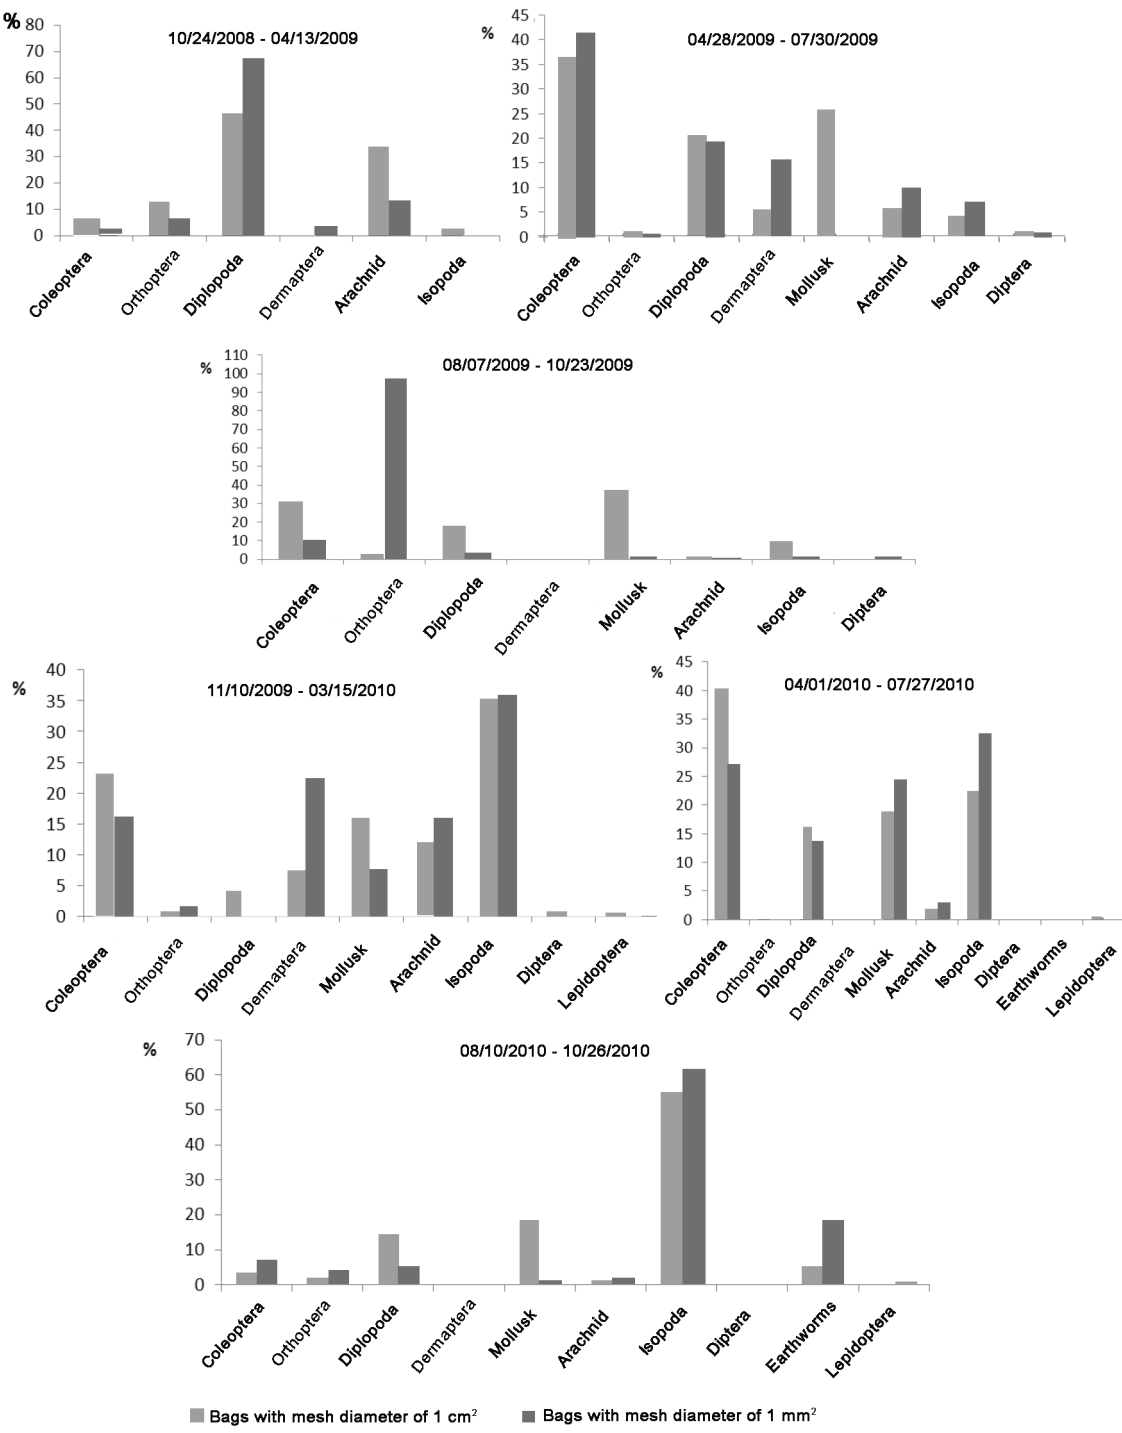 %
10/24/2008 - 04/13/2009
80
70
60
50
40
30
20
10
0
Coleoptera
Orthoptera
Diplopoda
Dermaptera
Arachnid
Isopoda
%
04/28/2009 - 07/30/2009
45
40
35
30
25
20
15
10
5
0
Coleoptera
Orthoptera
Diplopoda
Dermaptera
Mollusk
Arachnid
Isopoda
Diptera
%
08/07/2009 - 10/23/2009
110
100
90
80
70
60
50
40
30
20
10
0
Coleoptera
Orthoptera
Diplopoda
Dermaptera
Mollusk
Arachnid
Isopoda
Diptera
%
11/10/2009 - 03/15/2010
40
35
30
25
20
15
10
5
0
Coleoptera
Orthoptera
Diplopoda
Dermaptera
Mollusk
Arachnid
Isopoda
Diptera
Lepidoptera
%
04/01/2010 - 07/27/2010
45
40
35
30
25
20
15
10
5
0
Coleoptera
Orthoptera
Diplopoda
Dermaptera
Mollusk
Arachnid
Isopoda
Diptera
Earthworms
Lepidoptera
%
08/10/2010 - 10/26/2010
70
60
50
40
30
20
10
0
Coleoptera
Orthoptera
Diplopoda
Dermaptera
Mollusk
Arachnid
Isopoda
Diptera
Earthworms
Lepidoptera
Bags with mesh diameter of 1 cm²
Bags with mesh diameter of 1 mm²